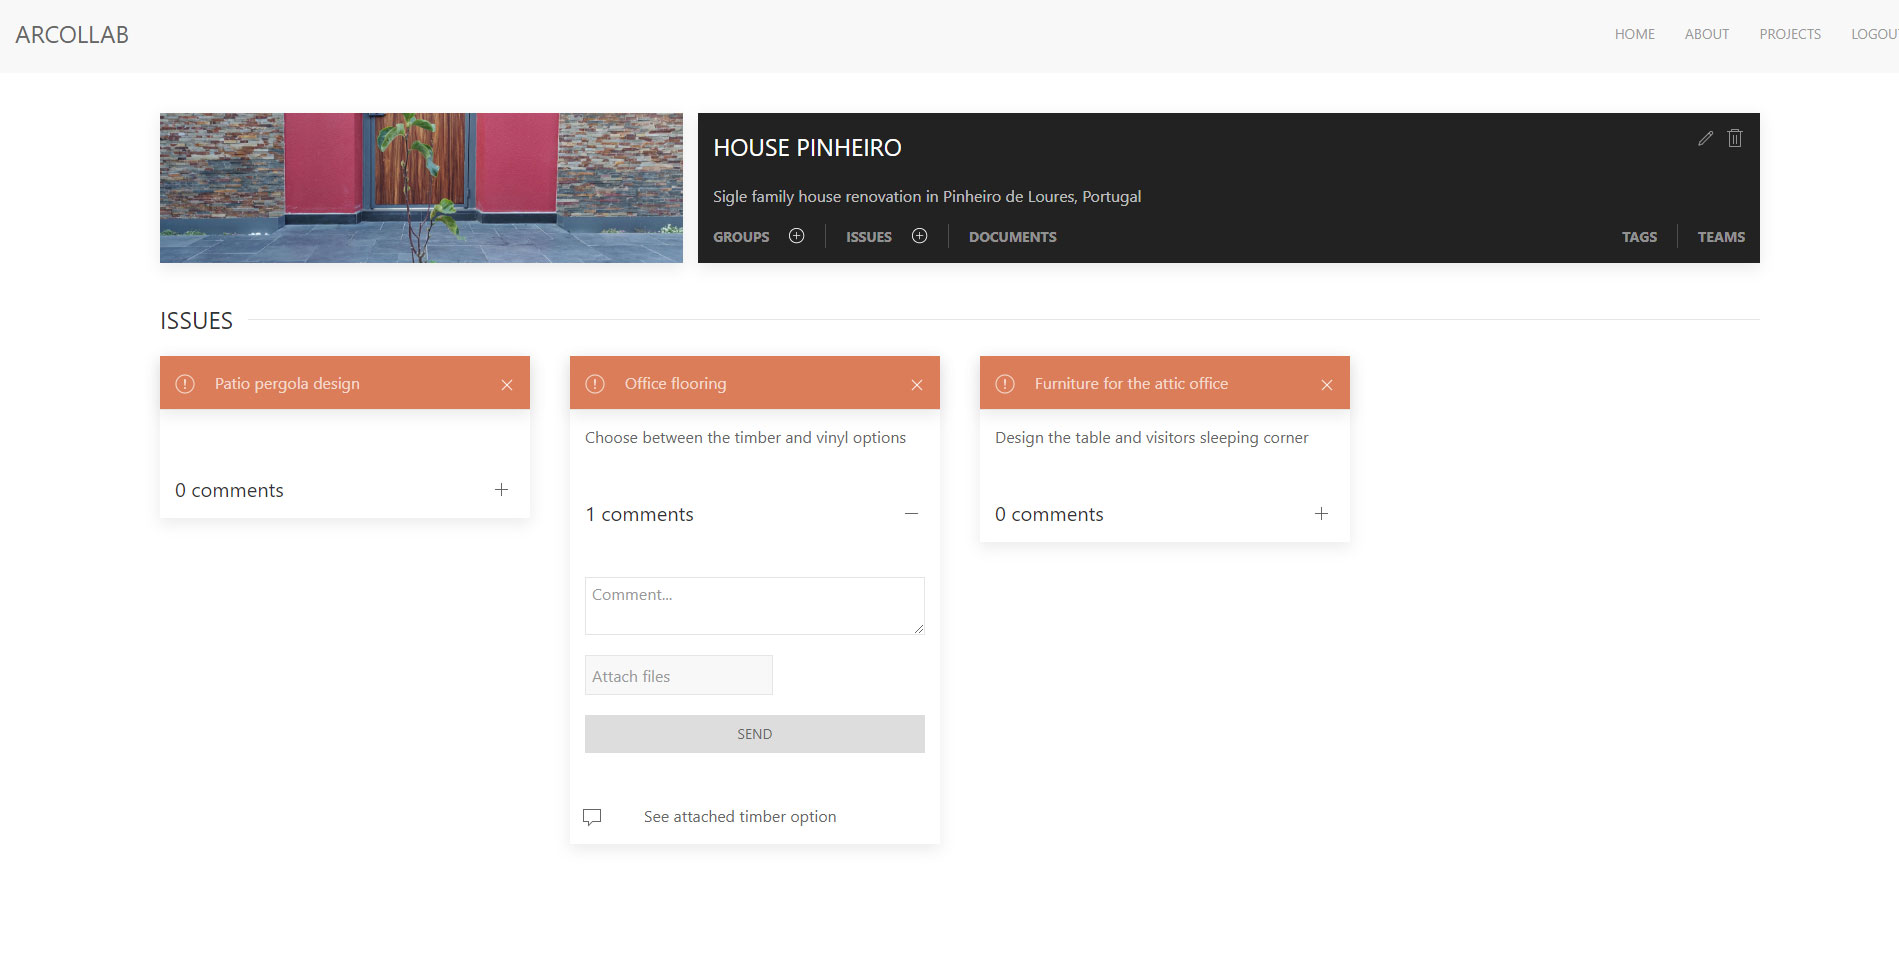 ARCOLLAB
HOME ABOUT PROJECTS LOGOU
HOUSE PINHEIRO
Sigle family house renovation in Pinheiro de Loures, Portugal
GROUPS ISSUES DOCUMENTS TAGS TEAMS
ISSUES
Patio pergola design
0 comments
Office flooring
Choose between the timber and vinyl options
1 comments
Comment...
Attach files
SEND
See attached timber option
Furniture for the attic office
Design the table and visitors sleeping corner
0 comments